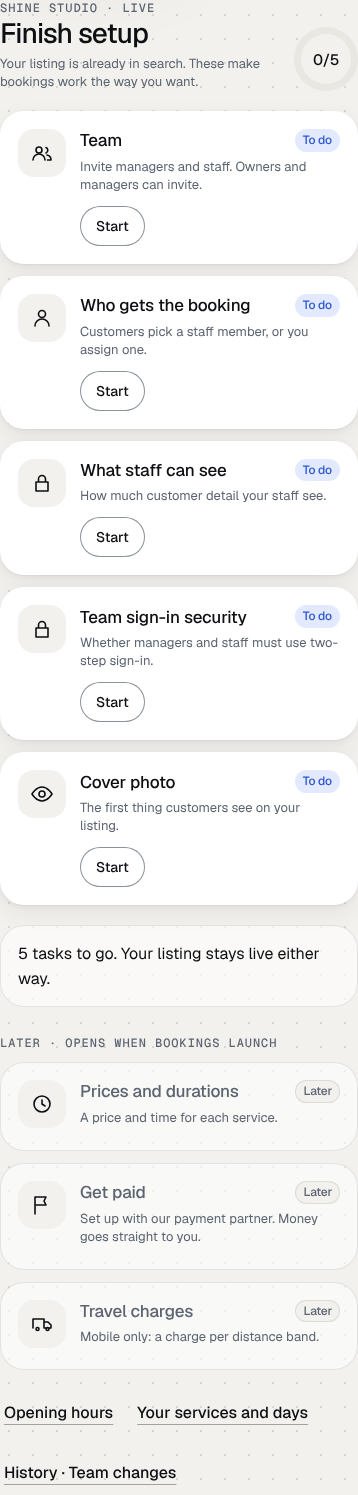 SHINE STUDIO · LIVE
Finish setup
Your listing is already in search. These make
bookings work the way you want.
0/5
Team
To do
Invite managers and staff. Owners and
managers can invite.
Start
Who gets the booking
To do
Customers pick a staff member, or you
assign one.
Start
What staff can see
To do
How much customer detail your staff see.
Start
Team sign-in security
To do
Whether managers and staff must use two-
step sign-in.
Start
Cover photo
To do
The first thing customers see on your
listing.
Start
5 tasks to go. Your listing stays live either
way.
LATER · OPENS WHEN BOOKINGS LAUNCH
Prices and durations
Later
A price and time for each service.
Get paid
Later
Set up with our payment partner. Money
goes straight to you.
Travel charges
Later
Mobile only: a charge per distance band.
Opening hours
Your services and days
History · Team changes